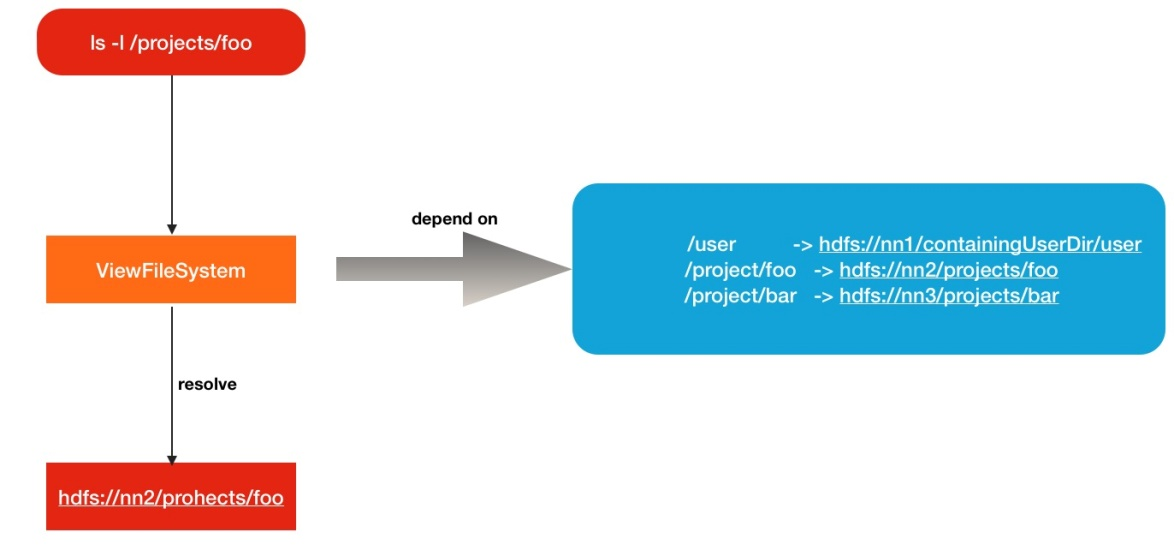 ls -l /projects/foo
depend on
/user -> hdfs://nn1/containingUserDir/user
ViewFileSystem
/project/foo -> hdfs://nn2/projects/foo
/project/bar -> hdfs://nn3/projects/bar
resolve
hdfs://nn2/prohects/foo